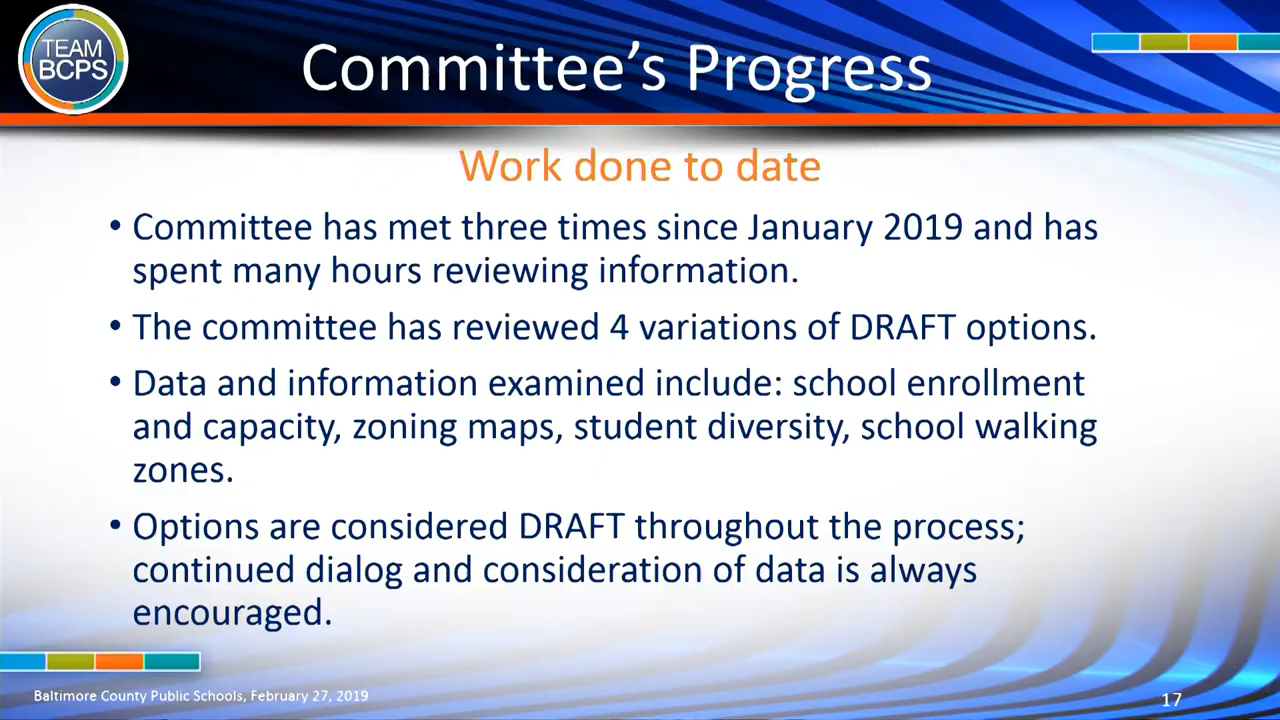 TEAM
BCPS
Committee’s Progress
Work done to date
• Committee has met three times since January 2019 and has
spent many hours reviewing information.
• The committee has reviewed 4 variations of DRAFT options.
• Data and information examined include: school enrollment
and capacity, zoning maps, student diversity, school walking
zones.
• Options are considered DRAFT throughout the process;
continued dialog and consideration of data is always
encouraged.
Baltimore County Public Schools, February 27, 2019
17